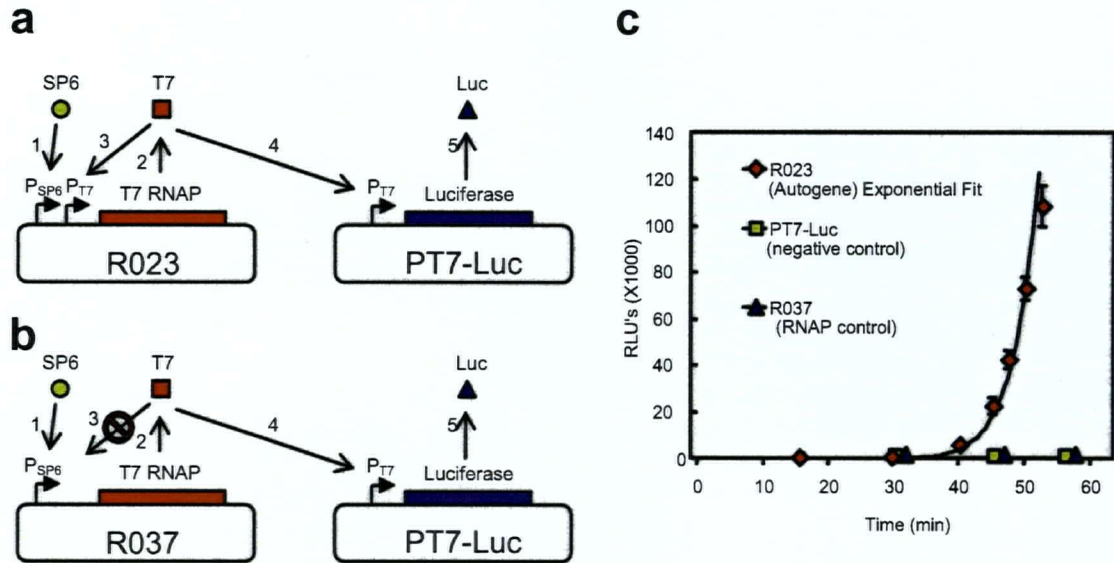 a
SP6
T7
Luc
1
3
2
4
5
PSP6 PT7
T7 RNAP
PT7
Luciferase
R023
PT7-Luc
b
SP6
T7
Luc
1
3
2
4
5
PSP6
T7 RNAP
PT7
Luciferase
R037
PT7-Luc
c
RLU's (X1000)
140
120
100
80
60
40
20
0
R023
(Autogene) Exponential Fit
PT7-Luc
(negative control)
R037
(RNAP control)
0 10 20 30 40 50 60
Time (min)